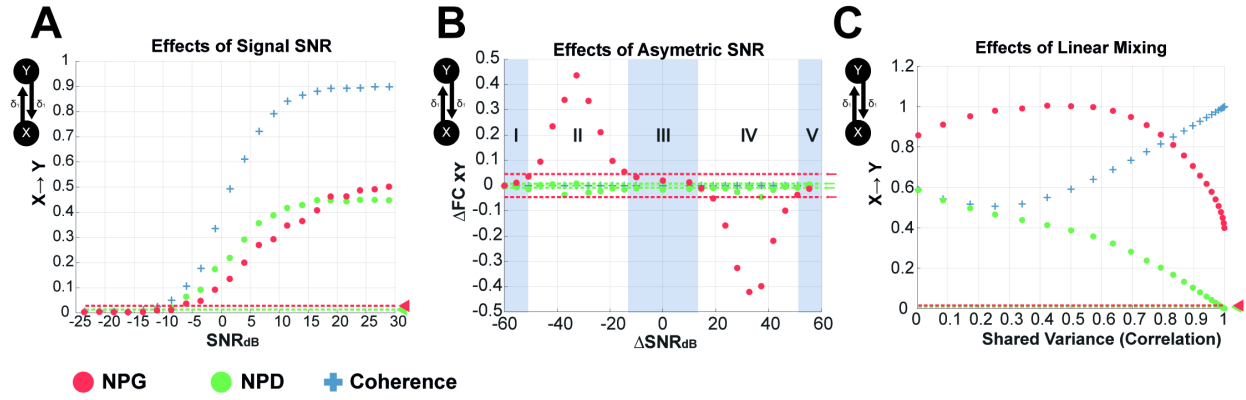 A
Effects of Signal SNR
Y
X
X→ Y
1
0.9
0.8
0.7
0.6
0.5
0.4
0.3
0.2
0.1
0
-25 -20 -15 -10 -5 0 5 10 15 20 25 30
SNRdB
B
Effects of Asymetric SNR
Y
X
ΔFC XY
0.5
0.4
0.3
0.2
0.1
0
-0.1
-0.2
-0.3
-0.4
-0.5
I II III IV V
-60 -40 -20 0 20 40 60
ΔSNRdB
C
Effects of Linear Mixing
Y
X
X→ Y
1.2
1
0.8
0.6
0.4
0.2
0
0 0.1 0.2 0.3 0.4 0.5 0.6 0.7 0.8 0.9 1
Shared Variance (Correlation)
NPG NPD Coherence